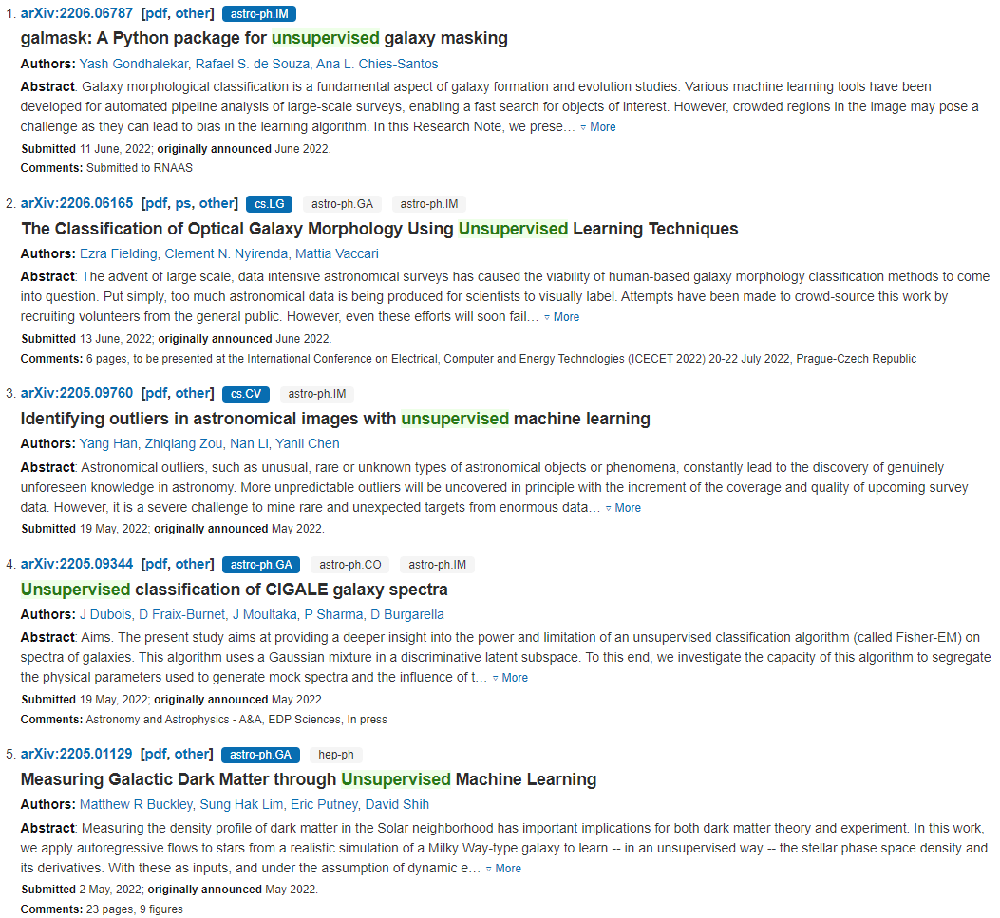 1. arXiv:2206.06787 [pdf, other] astro-ph.IM
galmask: A Python package for unsupervised galaxy masking
Authors: Yash Gondhalekar, Rafael S. de Souza, Ana L. Chies-Santos
Abstract: Galaxy morphological classification is a fundamental aspect of galaxy formation and evolution studies. Various machine learning tools have been
developed for automated pipeline analysis of large-scale surveys, enabling a fast search for objects of interest. However, crowded regions in the image may pose a
challenge as they can lead to bias in the learning algorithm. In this Research Note, we prese… ▿ More
Submitted 11 June, 2022; originally announced June 2022.
Comments: Submitted to RNAAS
2. arXiv:2206.06165 [pdf, ps, other] cs.LG astro-ph.GA astro-ph.IM
The Classification of Optical Galaxy Morphology Using Unsupervised Learning Techniques
Authors: Ezra Fielding, Clement N. Nyirenda, Mattia Vaccari
Abstract: The advent of large scale, data intensive astronomical surveys has caused the viability of human-based galaxy morphology classification methods to come
into question. Put simply, too much astronomical data is being produced for scientists to visually label. Attempts have been made to crowd-source this work by
recruiting volunteers from the general public. However, even these efforts will soon fail… ▿ More
Submitted 13 June, 2022; originally announced June 2022.
Comments: 6 pages, to be presented at the International Conference on Electrical, Computer and Energy Technologies (ICECET 2022) 20-22 July 2022, Prague-Czech Republic
3. arXiv:2205.09760 [pdf, other] cs.CV astro-ph.IM
Identifying outliers in astronomical images with unsupervised machine learning
Authors: Yang Han, Zhiqiang Zou, Nan Li, Yanli Chen
Abstract: Astronomical outliers, such as unusual, rare or unknown types of astronomical objects or phenomena, constantly lead to the discovery of genuinely
unforeseen knowledge in astronomy. More unpredictable outliers will be uncovered in principle with the increment of the coverage and quality of upcoming survey
data. However, it is a severe challenge to mine rare and unexpected targets from enormous data… ▿ More
Submitted 19 May, 2022; originally announced May 2022.
4. arXiv:2205.09344 [pdf, other] astro-ph.GA astro-ph.CO astro-ph.IM
Unsupervised classification of CIGALE galaxy spectra
Authors: J Dubois, D Fraix-Burnet, J Moultaka, P Sharma, D Burgarella
Abstract: Aims. The present study aims at providing a deeper insight into the power and limitation of an unsupervised classification algorithm (called Fisher-EM) on
spectra of galaxies. This algorithm uses a Gaussian mixture in a discriminative latent subspace. To this end, we investigate the capacity of this algorithm to segregate
the physical parameters used to generate mock spectra and the influence of t… ▿ More
Submitted 19 May, 2022; originally announced May 2022.
Comments: Astronomy and Astrophysics - A&A, EDP Sciences, In press
5. arXiv:2205.01129 [pdf, other] astro-ph.GA hep-ph
Measuring Galactic Dark Matter through Unsupervised Machine Learning
Authors: Matthew R Buckley, Sung Hak Lim, Eric Putney, David Shih
Abstract: Measuring the density profile of dark matter in the Solar neighborhood has important implications for both dark matter theory and experiment. In this work,
we apply autoregressive flows to stars from a realistic simulation of a Milky Way-type galaxy to learn -- in an unsupervised way -- the stellar phase space density and
its derivatives. With these as inputs, and under the assumption of dynamic e… ▿ More
Submitted 2 May, 2022; originally announced May 2022.
Comments: 23 pages, 9 figures